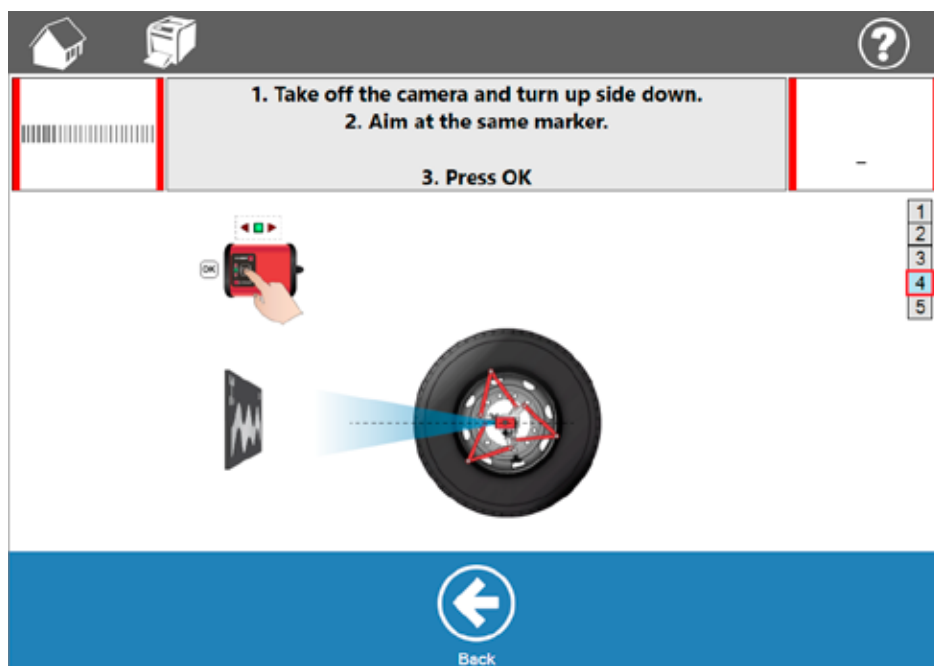 ?
1. Take off the camera and turn up side down.
2. Aim at the same marker.
3. Press OK
–
1
2
3
4
5
OK
Back